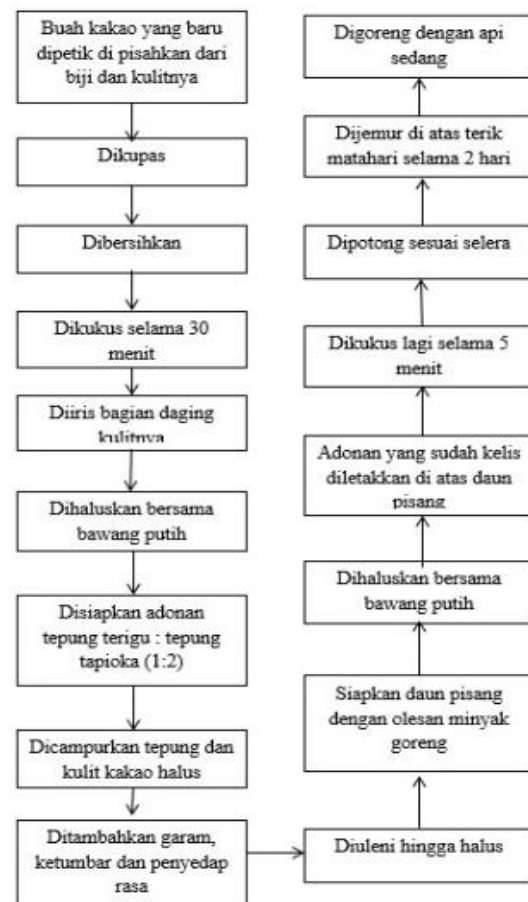 Buah kakao yang baru
dipetik di pisahkan dari
biji dan kulitnya
Dikupas
Dibersihkan
Dikukus selama 30
menit
Diiris bagian daging
kulitnya
Dihaluskan bersama
bawang putih
Disiapkan adonan
tepung terigu : tepung
tapioka (1:2)
Dicampurkan tepung dan
kulit kakao halus
Ditambahkan garam,
ketumbar dan penyedap
rasa
Diuleni hingga halus
Siapkan daun pisang
dengan olesan minyak
goreng
Dihaluskan bersama
bawang putih
Adonan yang sudah kelis
diletakkan di atas daun
pisang
Dikukus lagi selama 5
menit
Dipotong sesuai selera
Dijemur di atas terik
matahari selama 2 hari
Digoreng dengan api
sedang